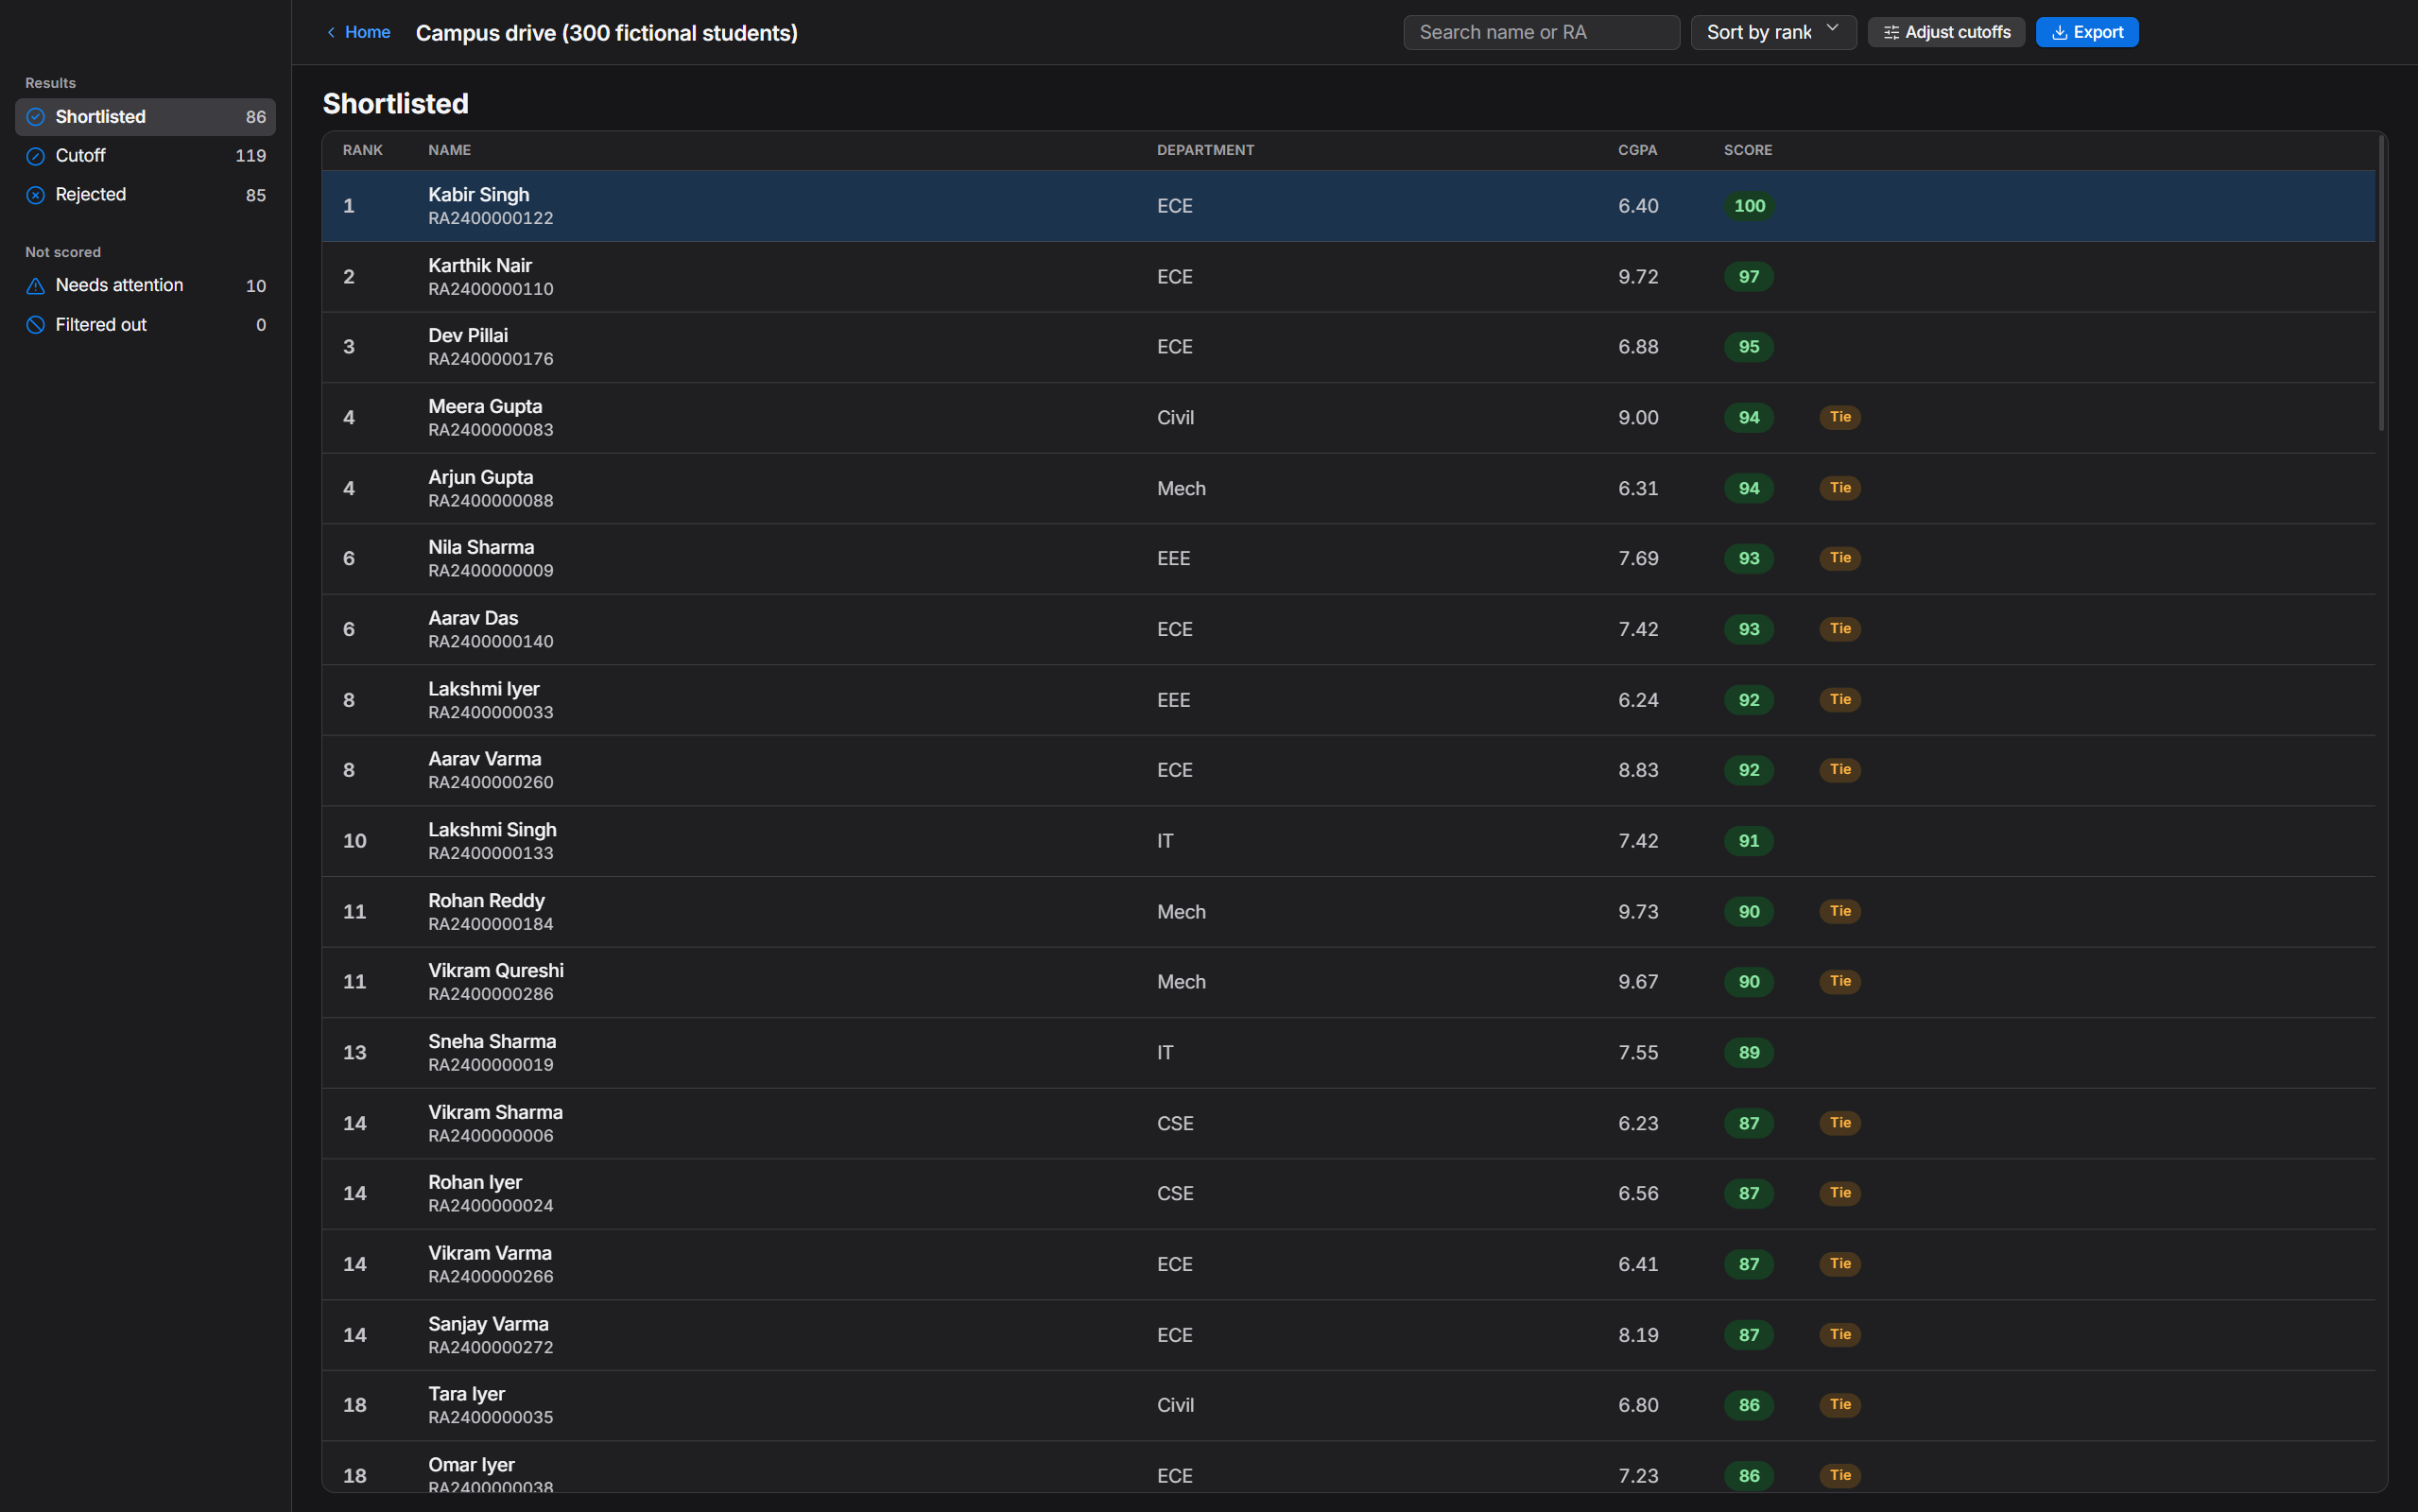 Home
Campus drive (300 fictional students)
Search name or RA
Sort by rank
Adjust cutoffs
Export
Results
Shortlisted 86
Cutoff 119
Rejected 85
Not scored
Needs attention 10
Filtered out 0
Shortlisted
RANK NAME DEPARTMENT CGPA SCORE
1 Kabir Singh ECE 6.40 100
RA2400000122
2 Karthik Nair ECE 9.72 97
RA2400000110
3 Dev Pillai ECE 6.88 95
RA2400000176
4 Meera Gupta Civil 9.00 94 Tie
RA2400000083
4 Arjun Gupta Mech 6.31 94 Tie
RA2400000088
6 Nila Sharma EEE 7.69 93 Tie
RA2400000009
6 Aarav Das ECE 7.42 93 Tie
RA2400000140
8 Lakshmi Iyer EEE 6.24 92 Tie
RA2400000033
8 Aarav Varma ECE 8.83 92 Tie
RA2400000260
10 Lakshmi Singh IT 7.42 91
RA2400000133
11 Rohan Reddy Mech 9.73 90 Tie
RA2400000184
11 Vikram Qureshi Mech 9.67 90 Tie
RA2400000286
13 Sneha Sharma IT 7.55 89
RA2400000019
14 Vikram Sharma CSE 6.23 87 Tie
RA2400000006
14 Rohan Iyer CSE 6.56 87 Tie
RA2400000024
14 Vikram Varma ECE 6.41 87 Tie
RA2400000266
14 Sanjay Varma ECE 8.19 87 Tie
RA2400000272
18 Tara Iyer Civil 6.80 86 Tie
RA2400000035
18 Omar Iyer ECE 7.23 86 Tie
RA2400000038